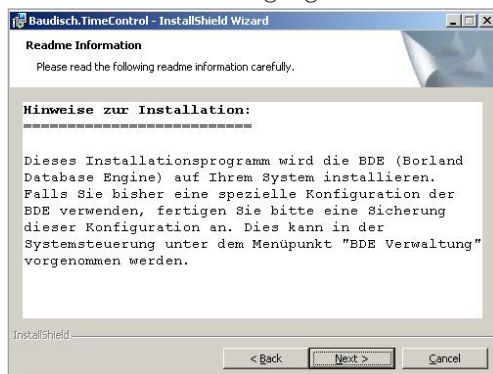 Baudisch.TimeControl - InstallShield Wizard
Readme Information
Please read the following readme information carefully.
Hinweise zur Installation:
==========================
Dieses Installationsprogramm wird die BDE (Borland
Database Engine) auf Ihrem System installieren.
Falls Sie bisher eine spezielle Konfiguration der
BDE verwenden, fertigen Sie bitte eine Sicherung
dieser Konfiguration an. Dies kann in der
Systemsteuerung unter dem Menüpunkt "BDE Verwaltung"
vorgenommen werden.
InstallShield
< Back Next > Cancel